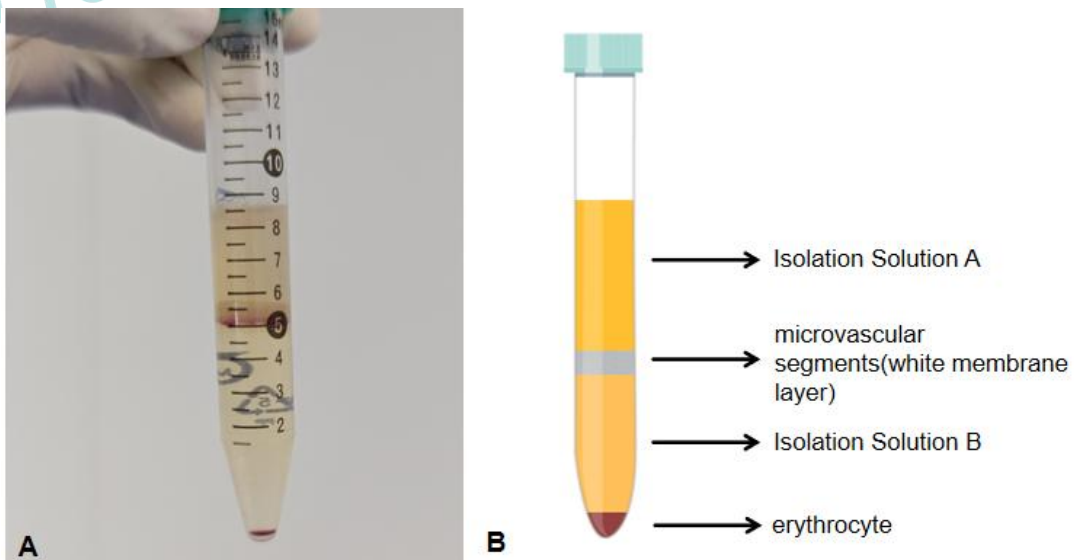 14
13
12
11
10
9
8
7
6
5
4
3
2
A
B
Isolation Solution A
microvascular
segments(white membrane
layer)
Isolation Solution B
erythrocyte